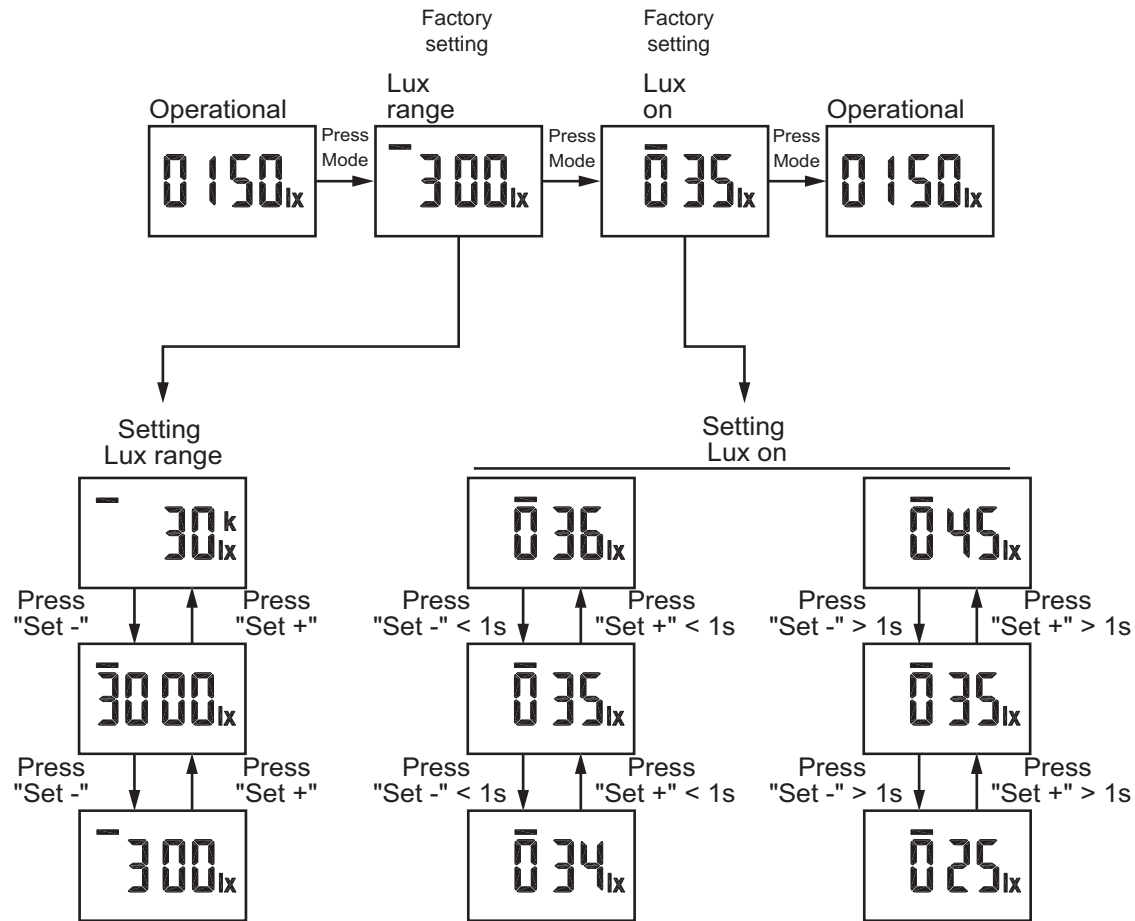 Factory
setting
Factory
setting
Lux
range
Lux
on
Operational
Operational
0150lx
Press
Mode
300lx
Press
Mode
035lx
Press
Mode
0150lx
Setting
Lux range
Setting
Lux on
30k
lx
036lx
045lx
Press
"Set -"
Press
"Set +"
Press
"Set -" < 1s
Press
"Set +" < 1s
Press
"Set -" > 1s
Press
"Set +" > 1s
3000lx
035lx
035lx
Press
"Set -"
Press
"Set +"
Press
"Set -" < 1s
Press
"Set +" < 1s
Press
"Set -" > 1s
Press
"Set +" > 1s
300lx
034lx
025lx